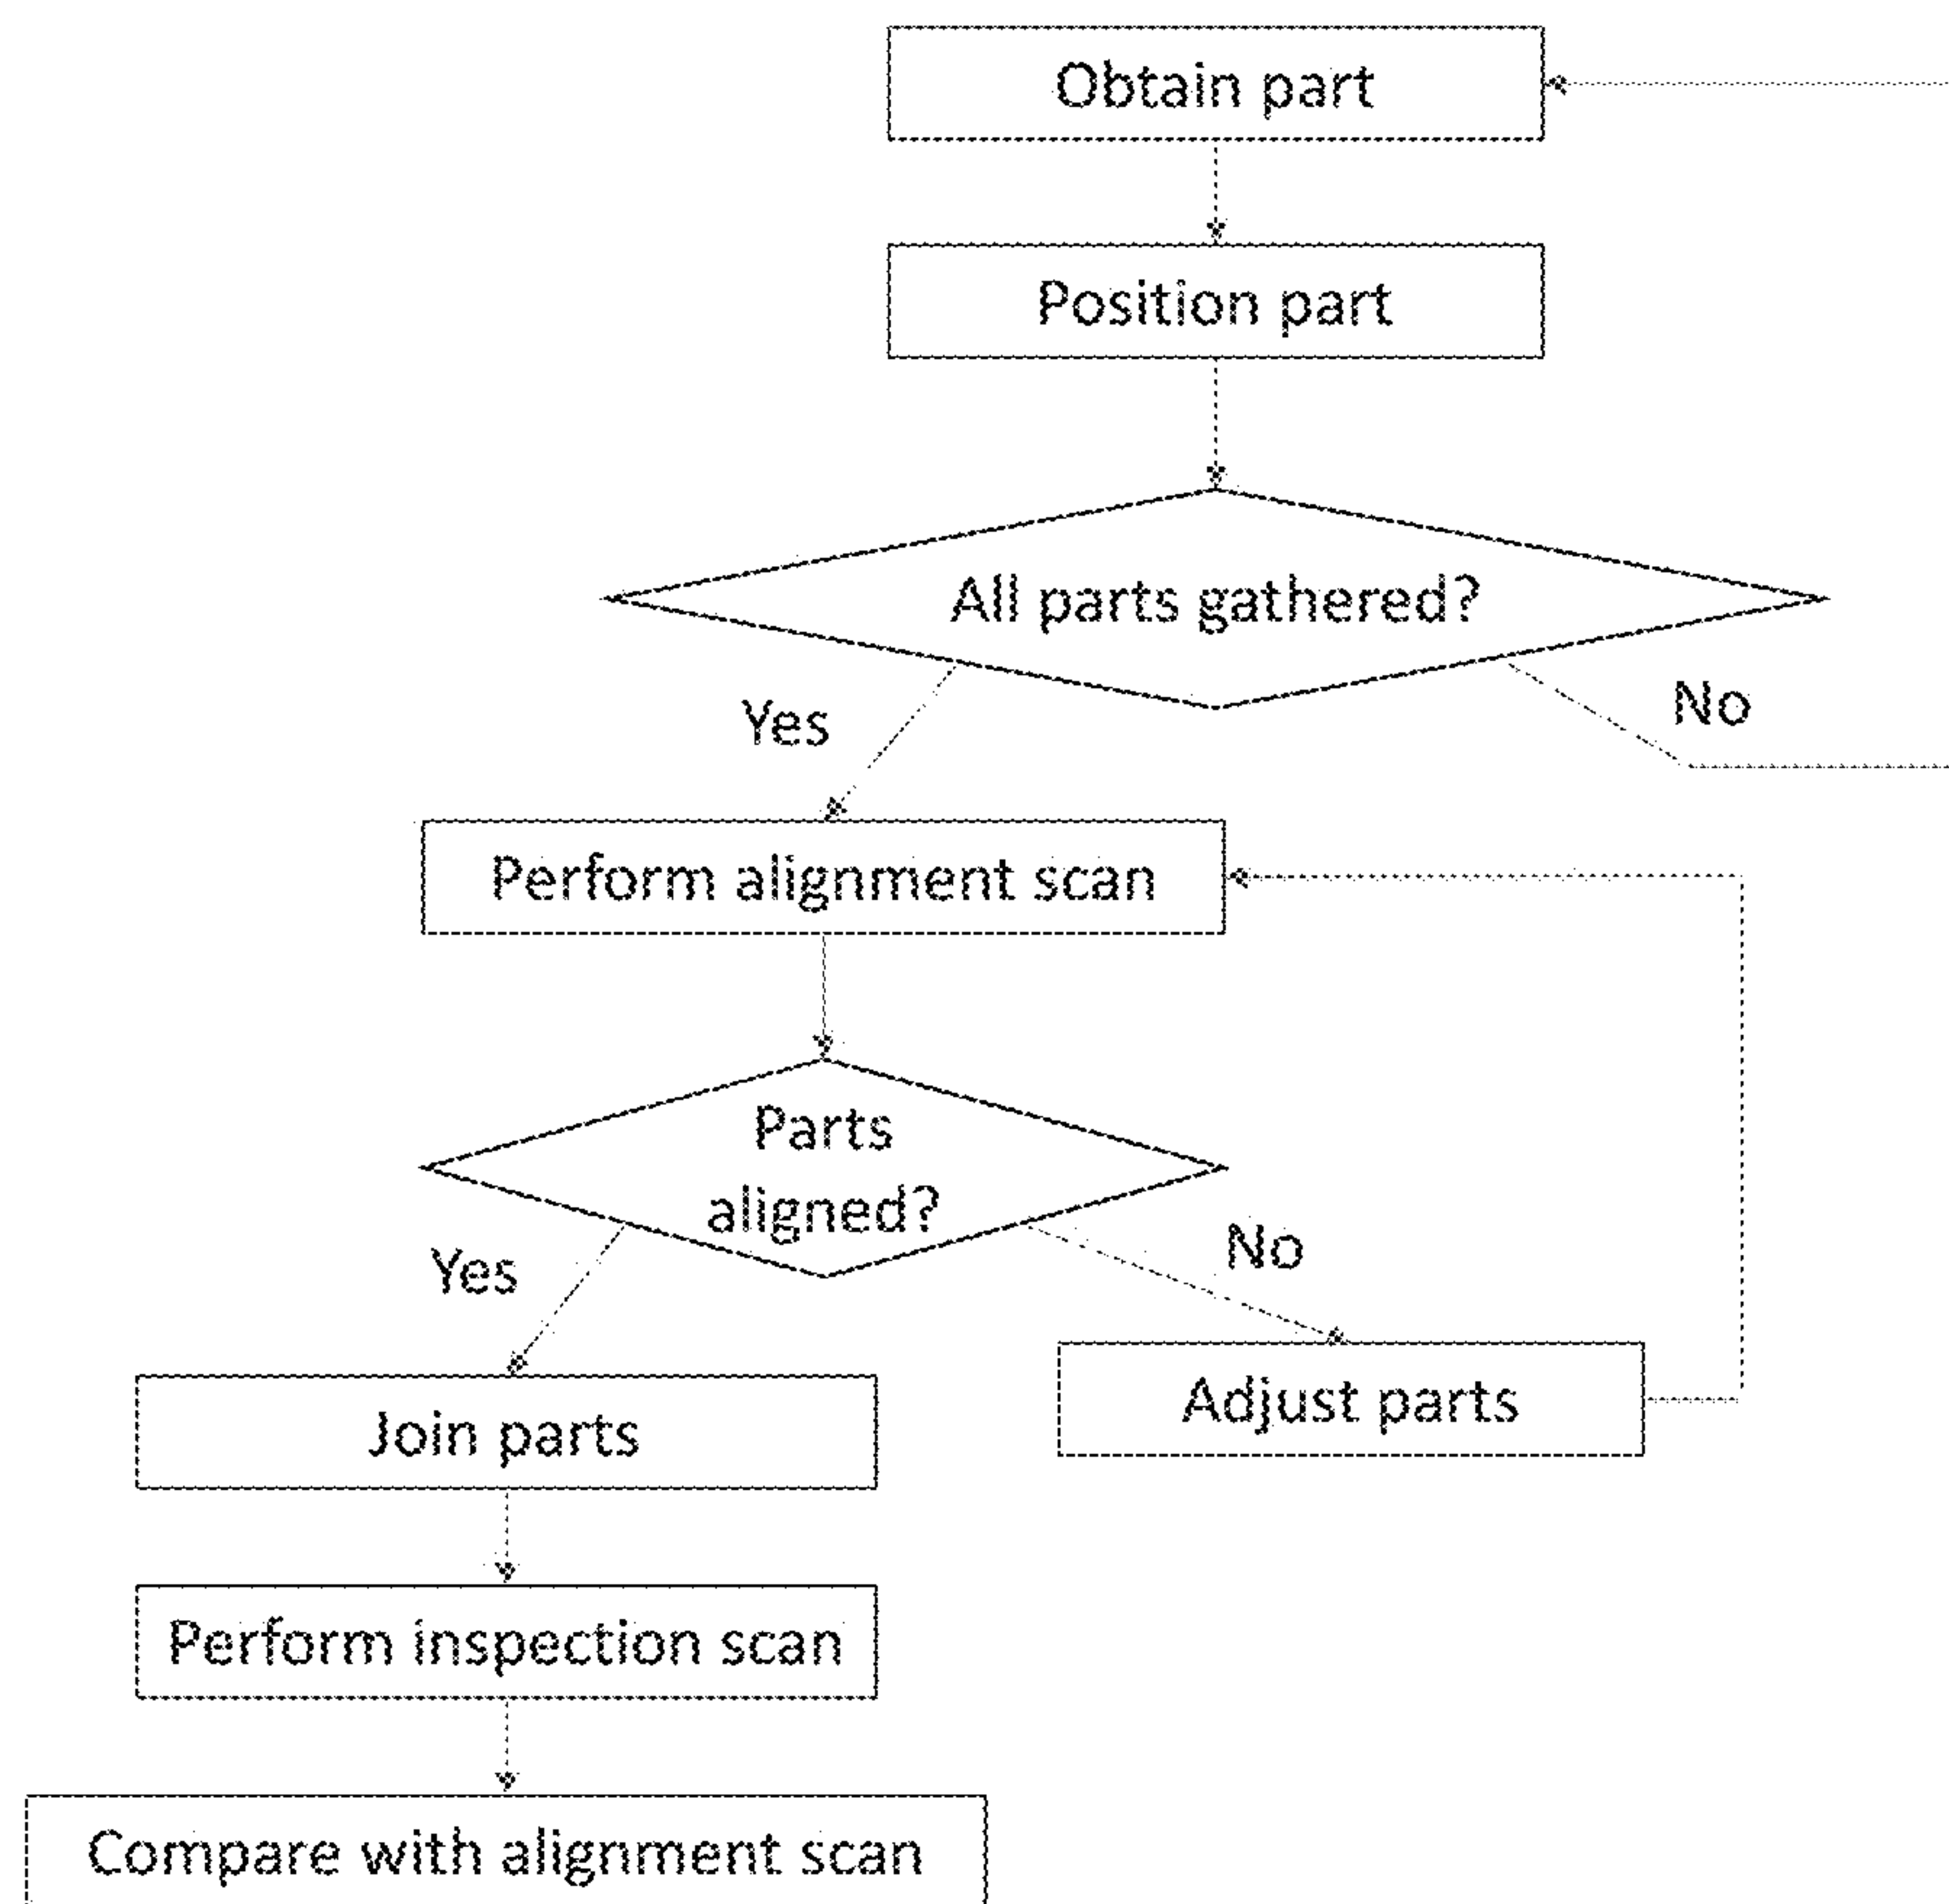 Obtain part
Position part
All parts gathered?
Yes
No
Perform alignment scan
Parts
aligned?
Yes
No
Join parts
Adjust parts
Perform inspection scan
Compare with alignment scan